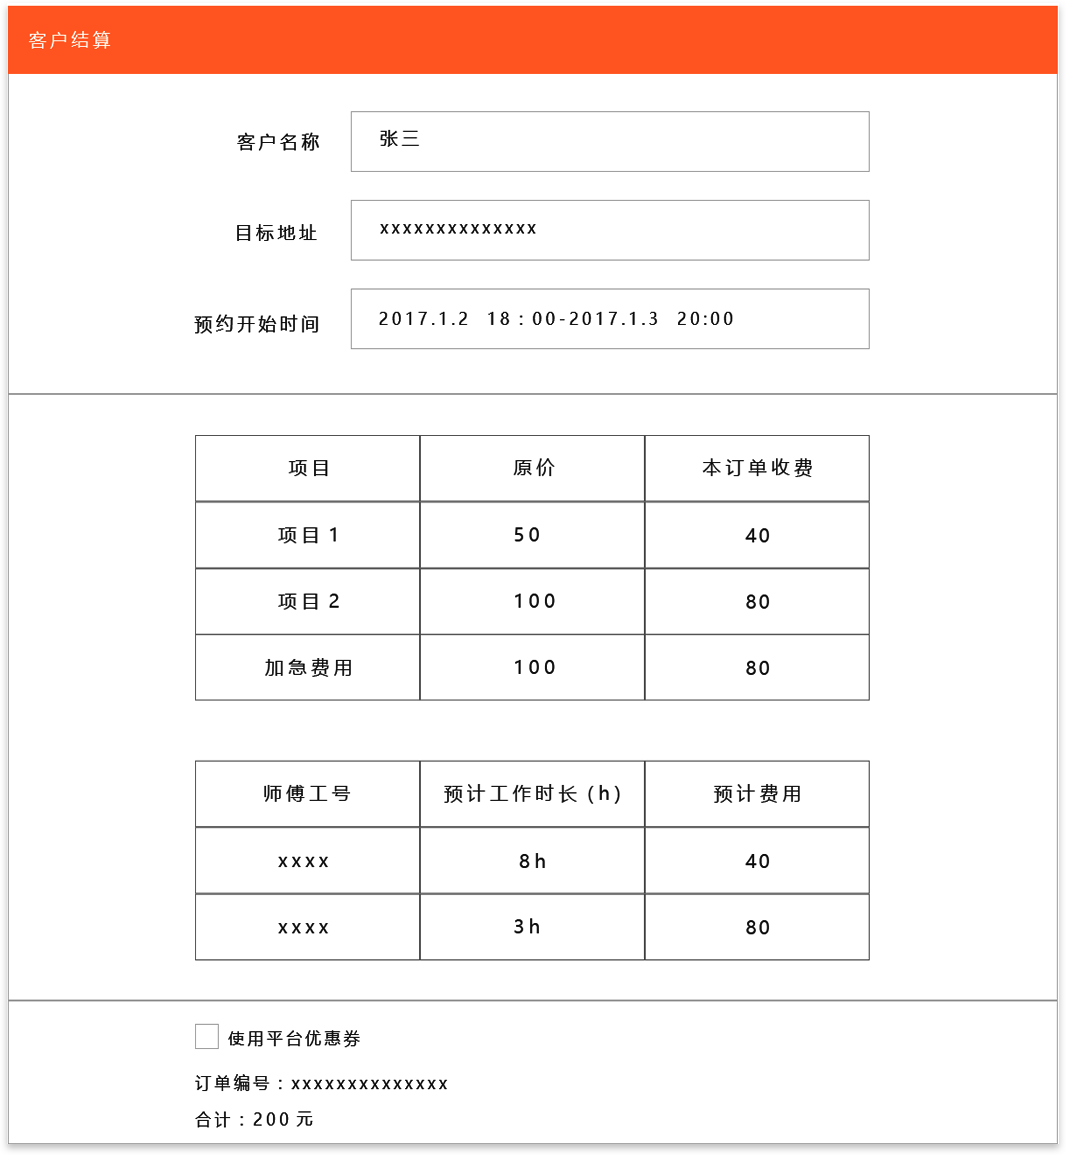 客户结算
客户名称 张三
目标地址 xxxxxxxxxxxxxx
预约开始时间 2017.1.2 18：00-2017.1.3 20:00
项目 原价 本订单收费
项目1 50 40
项目2 100 80
加急费用 100 80
师傅工号 预计工作时长 (h) 预计费用
xxxx 8h 40
xxxx 3h 80
使用平台优惠券
订单编号：xxxxxxxxxxxxxx
合计：200元